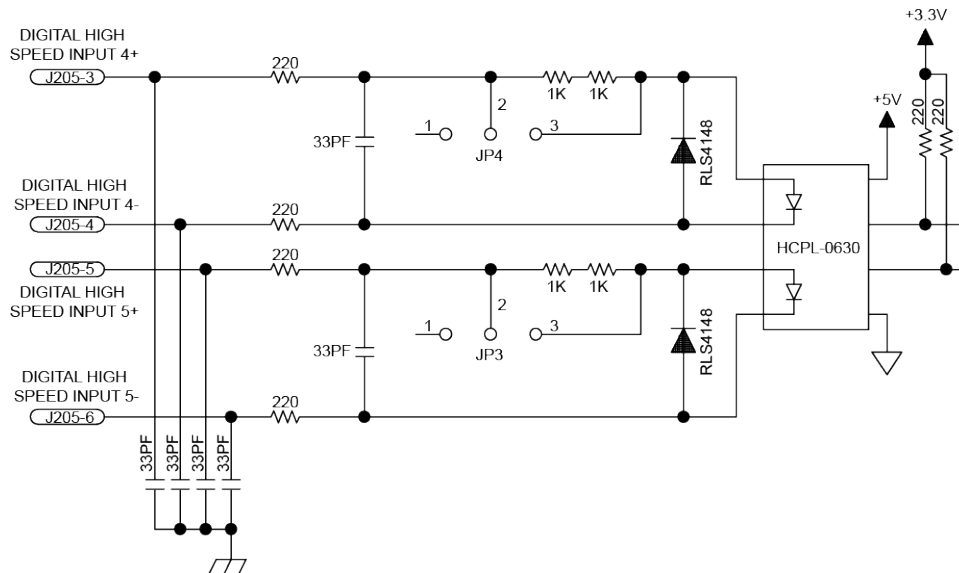 DIGITAL HIGH
SPEED INPUT 4+
J205-3
220
33PF
2
1
3
JP4
1K
1K
RLS4148
+3.3V
220
220
+5V
DIGITAL HIGH
SPEED INPUT 4-
J205-4
220
HCPL-0630
J205-5
DIGITAL HIGH
SPEED INPUT 5+
220
33PF
2
1
3
JP3
1K
1K
RLS4148
DIGITAL HIGH
SPEED INPUT 5-
J205-6
220
33PF
33PF
33PF
33PF